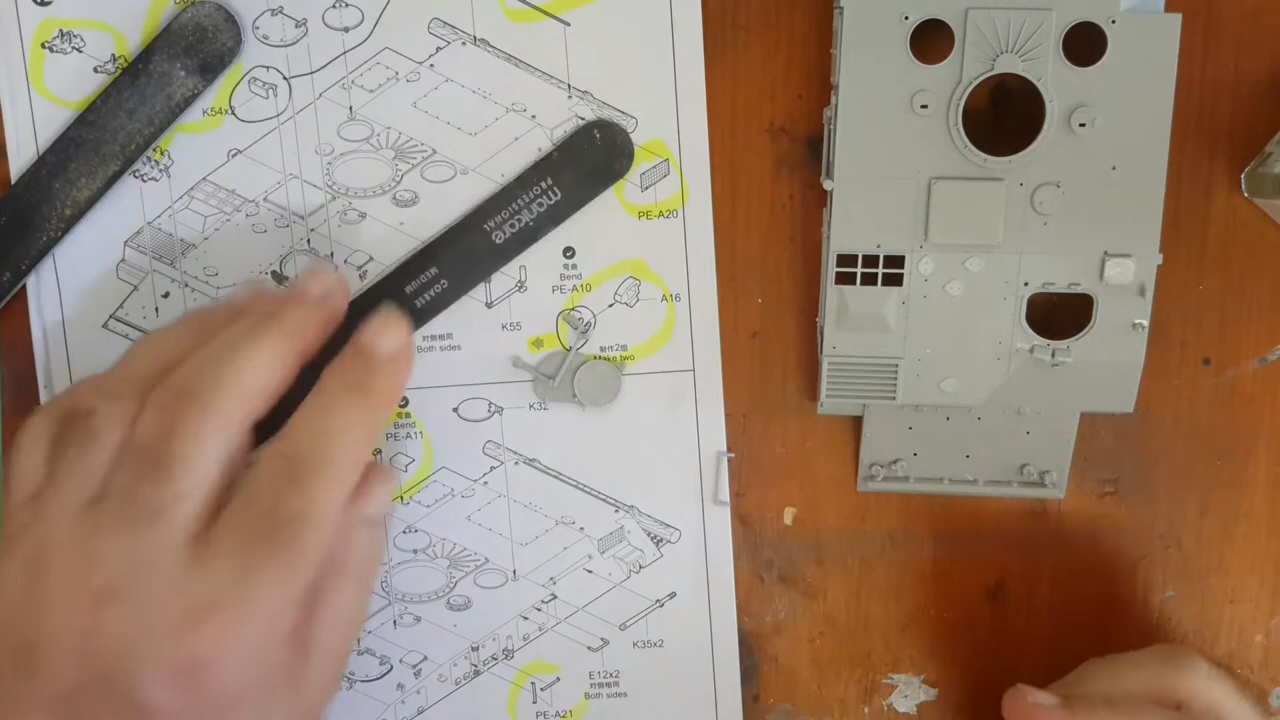 K54x2
PE-A20
manicare
PROFESSIONAL
MEDIUM
COARSE
弯曲
Bend
PE-A10
A16
K55
对侧相同
Both sides
制作2组
Make two
弯曲
Bend
PE-A11
K35x2
E12x2
对侧相同
Both sides
PE-A21